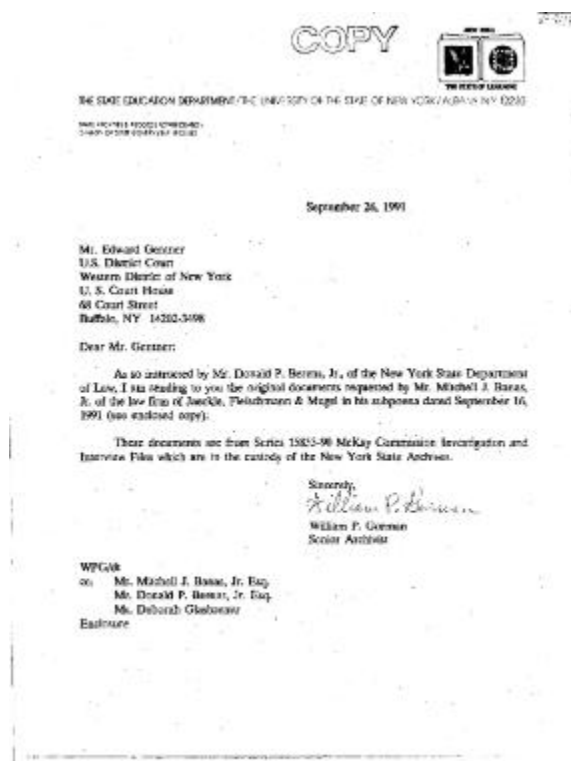 COPY
THE STATE OF LEARNING
THE STATE EDUCATION DEPARTMENT / THE UNIVERSITY OF THE STATE OF NEW YORK / ALBANY, NY 12230
September 26, 1991
Mr. Edward Gentner
U.S. District Court
Western District of New York
U. S. Court House
68 Court Street
Buffalo, NY 14202-3498
Dear Mr. Gentner:
As so instructed by Mr. Donald P. Berens, Jr., of the New York State Department
of Law, I am sending to you the original documents requested by Mr. Mitchell J. Banas,
Jr. of the law firm of Jaeckle, Fleischmann & Mugel in his subpoena dated September 16,
1991 (see enclosed copy).
These documents are from Series 15855-90 McKay Commission Investigation and
Interview Files which are in the custody of the New York State Archives.
Sincerely,
William P. Gorman
William P. Gorman
Senior Archivist
WPG/
cc: Mr. Mitchell J. Banas, Jr. Esq.
Mr. Donald P. Berens, Jr. Esq.
Ms. Deborah
Enclosure